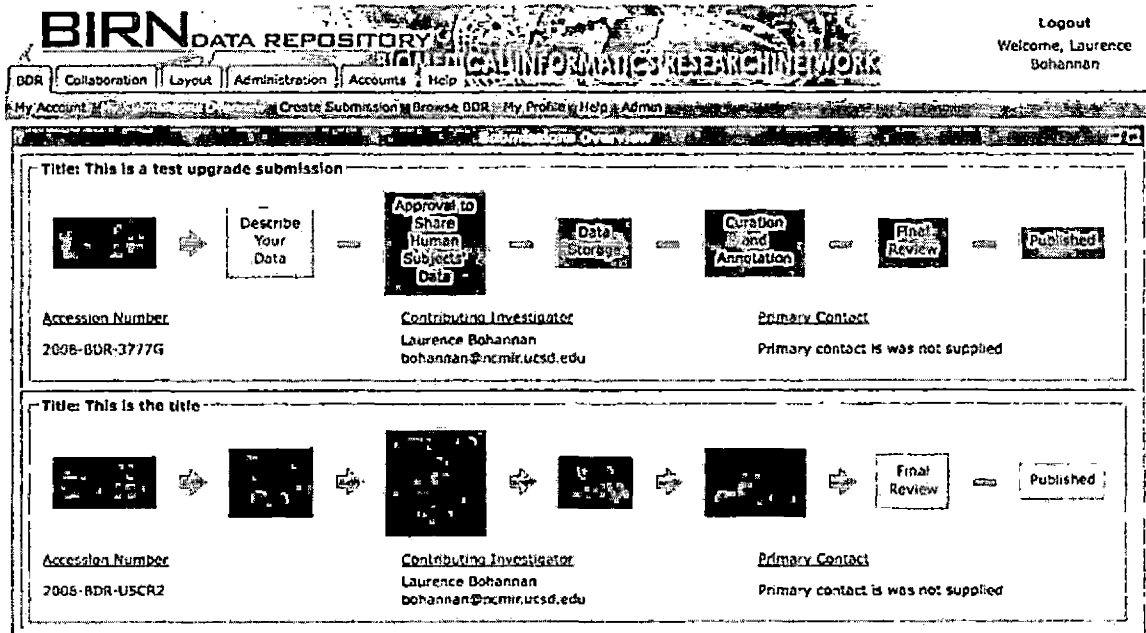 BIRN DATA REPOSITORY
BIOMEDICAL INFORMATICS RESEARCH NETWORK
Logout
Welcome, Laurence
Bohannan
BDR Collaboration Layout Administration Accounts Help
My Account Create Submission Browse BDR My Profile Help Admin
Submissions Overview
Title: This is a test upgrade submission
Describe
Your
Data
Approval to
Share
Human
Subjects'
Data
Data
Storage
Curation
and
Annotation
Final
Review
Published
Accession Number
2008-BDR-3777G
Contributing Investigator
Laurence Bohannan
bohannan@ncmir.ucsd.edu
Primary Contact
Primary contact is was not supplied
Title: This is the title
Final
Review
Published
Accession Number
2008-BDR-U5CR2
Contributing Investigator
Laurence Bohannan
bohannan@ncmir.ucsd.edu
Primary Contact
Primary contact is was not supplied